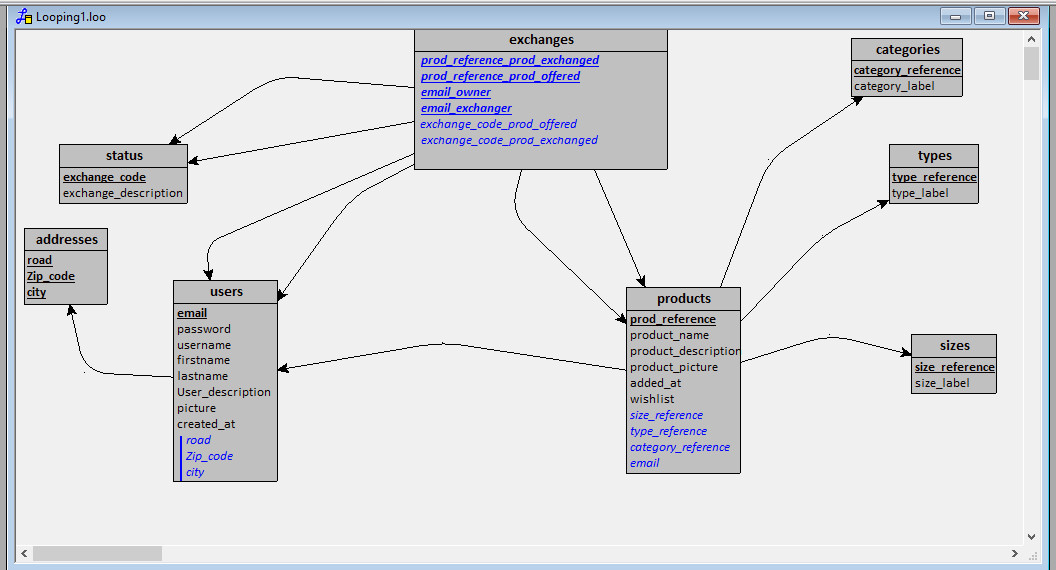 Looping1.loo
exchanges
prod_reference_prod_exchanged
prod_reference_prod_offered
email_owner
email_exchanger
exchange_code_prod_offered
exchange_code_prod_exchanged
categories
category_reference
category_label
status
exchange_code
exchange_description
types
type_reference
type_label
addresses
road
Zip_code
city
users
email
password
username
firstname
lastname
User_description
picture
created_at
road
Zip_code
city
products
prod_reference
product_name
product_description
product_picture
added_at
wishlist
size_reference
type_reference
category_reference
email
sizes
size_reference
size_label